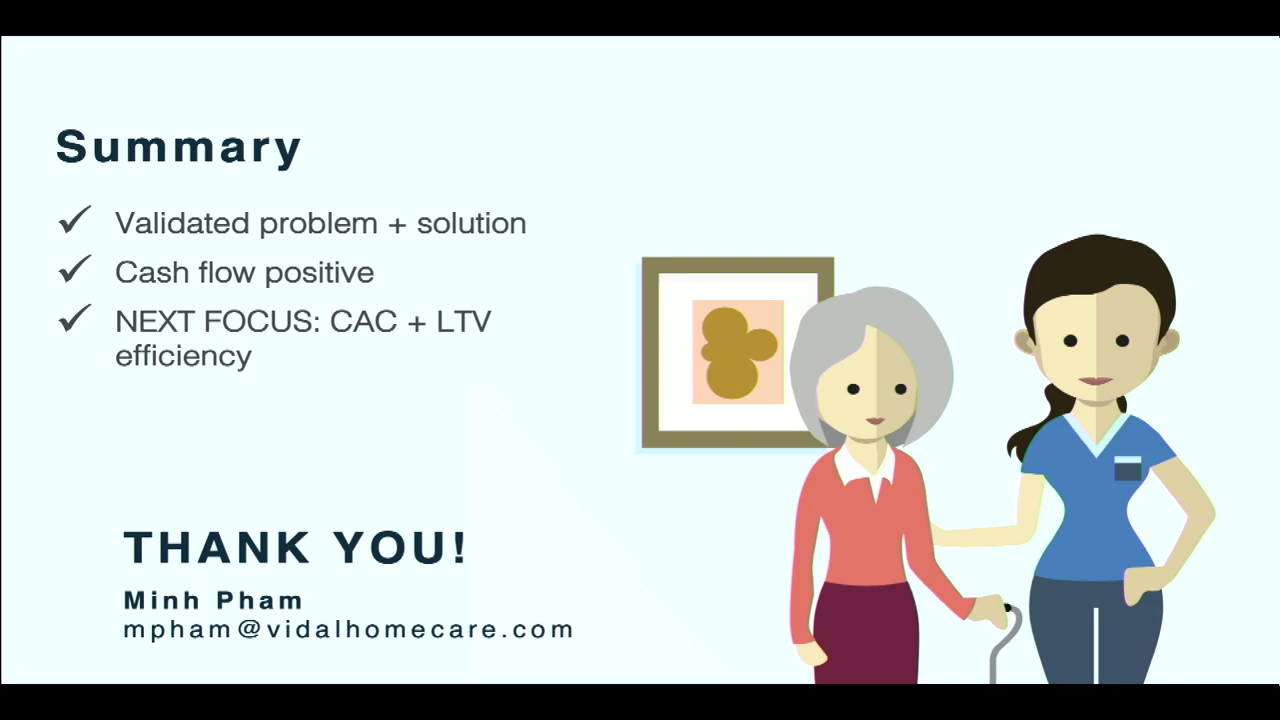 Summary
Validated problem + solution
Cash flow positive
NEXT FOCUS: CAC + LTV
efficiency
THANK YOU!
Minh Pham
mpham@vidalhomecare.com